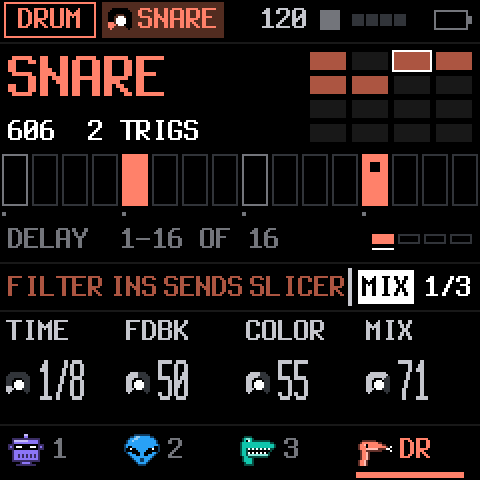 DRUM SNARE 120
SNARE
606 2 TRIGS
DELAY 1-16 OF 16
FILTER INS SENDS SLICER MIX 1/3
TIME FDBK COLOR MIX
1/8 50 55 71
1 2 3 DR